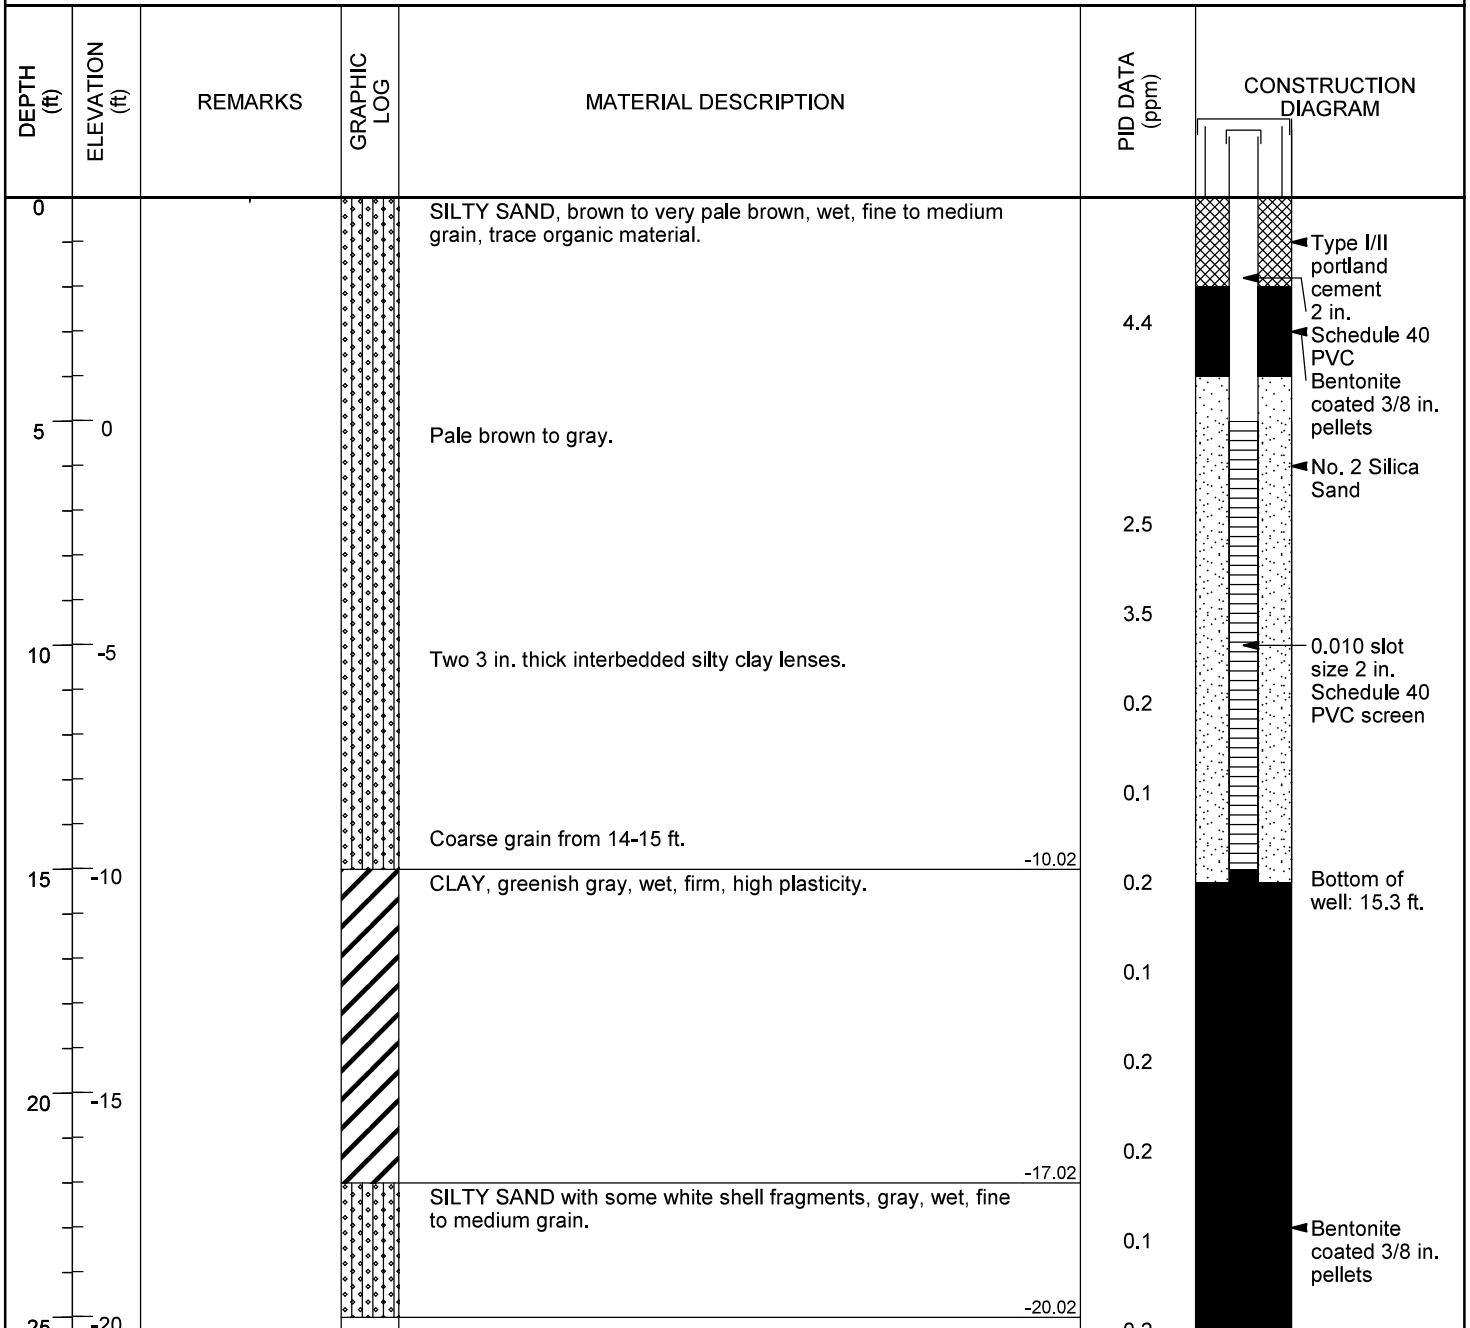 DEPTH
(ft)
ELEVATION
(ft)
REMARKS
GRAPHIC
LOG
MATERIAL DESCRIPTION
PID DATA
(ppm)
CONSTRUCTION
DIAGRAM
0
SILTY SAND, brown to very pale brown, wet, fine to medium
grain, trace organic material.
Type I/II
portland
cement
2 in.
Schedule 40
PVC
Bentonite
coated 3/8 in.
pellets
4.4
5
0
Pale brown to gray.
No. 2 Silica
Sand
2.5
3.5
10
-5
Two 3 in. thick interbedded silty clay lenses.
0.010 slot
size 2 in.
Schedule 40
PVC screen
0.2
0.1
Coarse grain from 14-15 ft.
-10.02
15
-10
CLAY, greenish gray, wet, firm, high plasticity.
0.2
Bottom of
well: 15.3 ft.
0.1
0.2
20
-15
0.2
-17.02
SILTY SAND with some white shell fragments, gray, wet, fine
to medium grain.
0.1
Bentonite
coated 3/8 in.
pellets
-20.02
25
-20